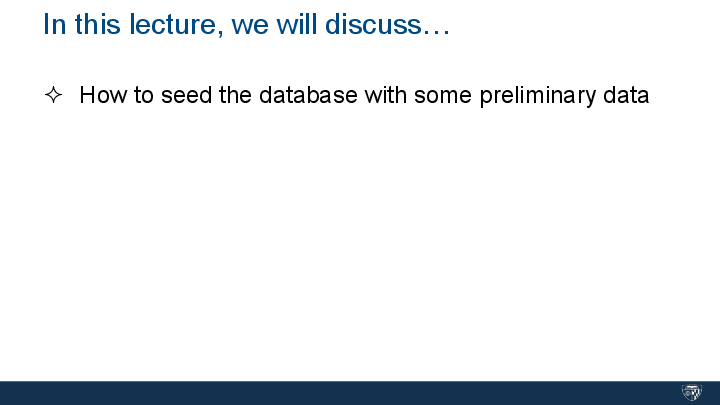 In this lecture, we will discuss…
✧ How to seed the database with some preliminary data